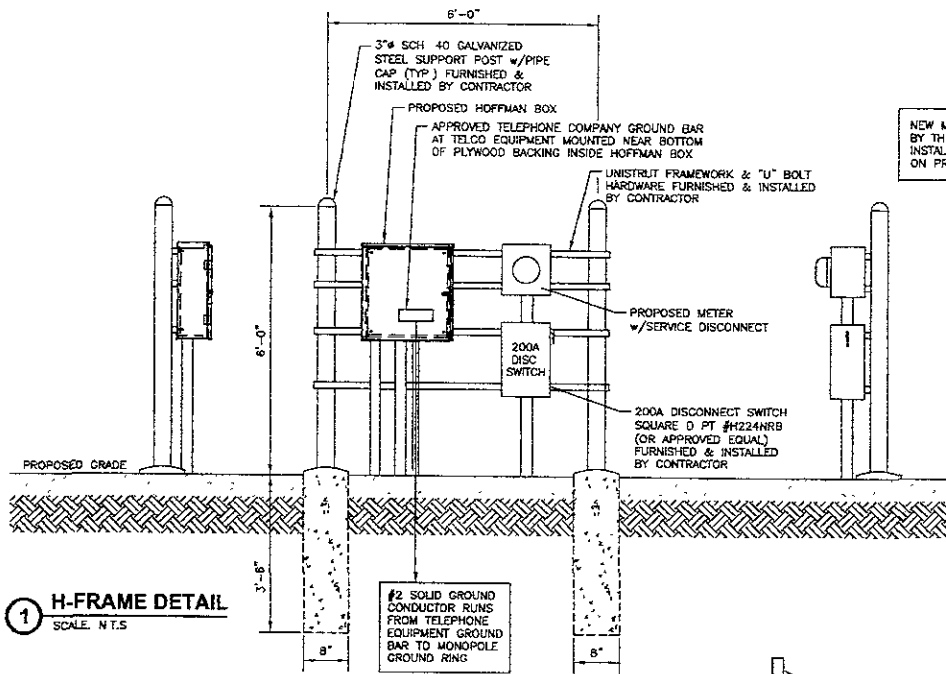 6'-0"
3"ø SCH 40 GALVANIZED
STEEL SUPPORT POST w/PIPE
CAP (TYP.) FURNISHED &
INSTALLED BY CONTRACTOR
PROPOSED HOFFMAN BOX
APPROVED TELEPHONE COMPANY GROUND BAR
AT TELCO EQUIPMENT MOUNTED NEAR BOTTOM
OF PLYWOOD BACKING INSIDE HOFFMAN BOX
NEW M
BY TH
INSTAL
ON PR
UNISTRUT FRAMEWORK & "U" BOLT
HARDWARE FURNISHED & INSTALLED
BY CONTRACTOR
6'-0"
PROPOSED METER
w/SERVICE DISCONNECT
200A
DISC
SWITCH
1
200A DISCONNECT SWITCH
SQUARE D PT #H224NRB
(OR APPROVED EQUAL)
FURNISHED & INSTALLED
BY CONTRACTOR
PROPOSED GRADE
3'-6"
1 H-FRAME DETAIL
SCALE: N.T.S
#2 SOLID GROUND
CONDUCTOR RUNS
FROM TELEPHONE
EQUIPMENT GROUND
BAR TO MONOPOLE
GROUND RING
8"
8"